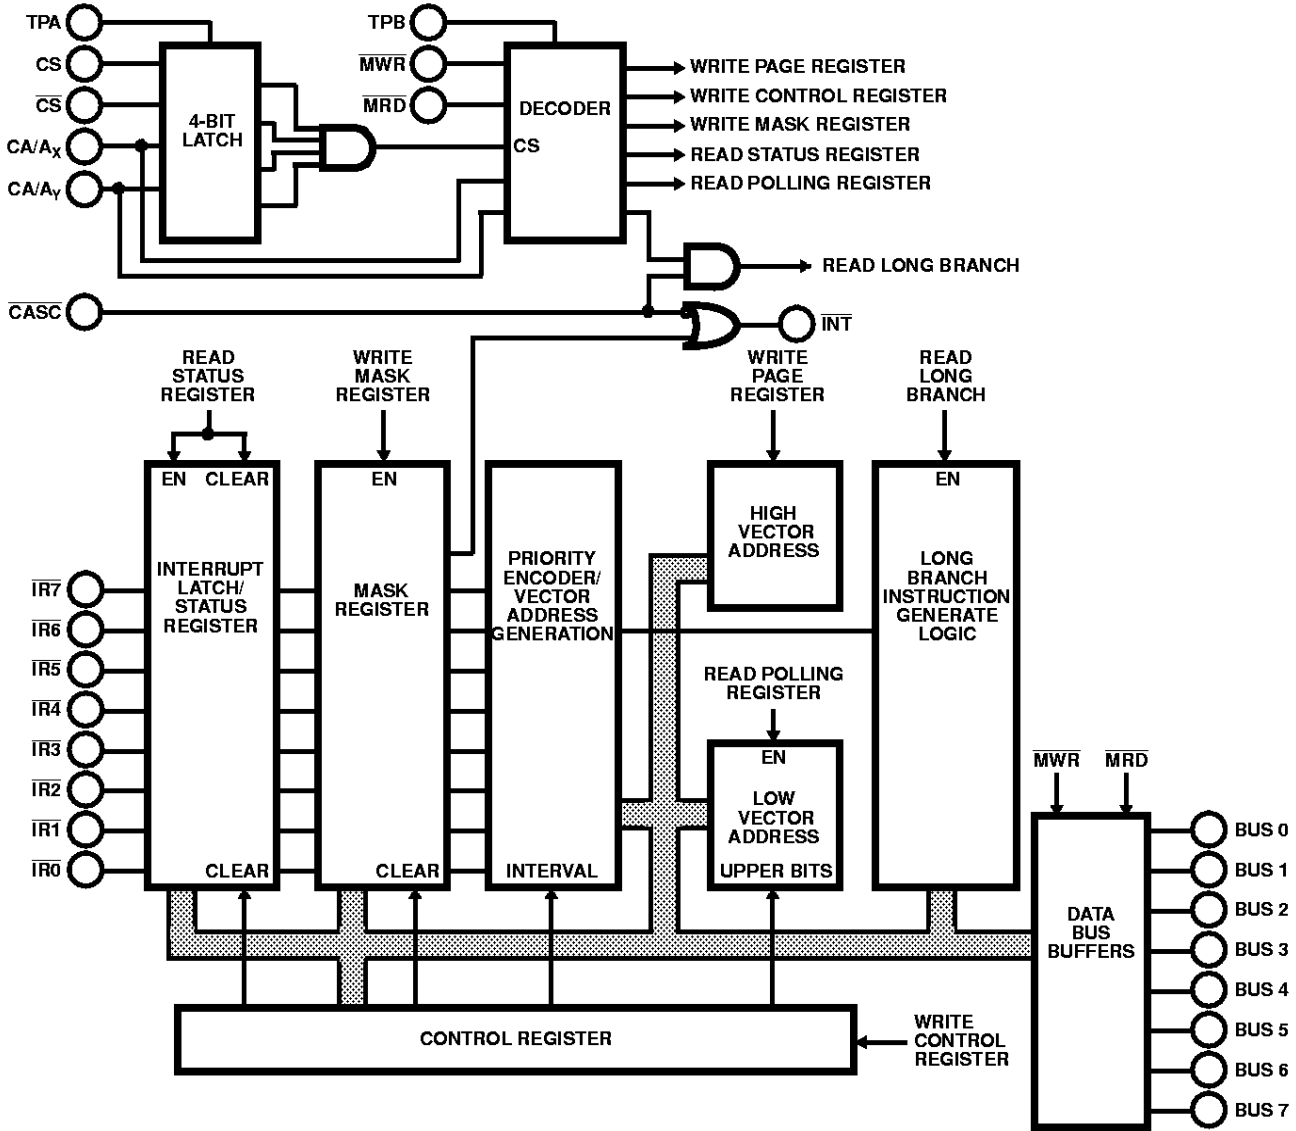 TPA
TPB
CS
MWR
WRITE PAGE REGISTER
CS
MRD
DECODER
WRITE CONTROL REGISTER
4-BIT
LATCH
WRITE MASK REGISTER
CA/AX
CS
READ STATUS REGISTER
CA/AY
READ POLLING REGISTER
READ LONG BRANCH
CASC
INT
READ
STATUS
REGISTER
WRITE
MASK
REGISTER
WRITE
PAGE
REGISTER
READ
LONG
BRANCH
EN CLEAR
EN
EN
HIGH
VECTOR
ADDRESS
INTERRUPT
LATCH/
STATUS
REGISTER
MASK
REGISTER
PRIORITY
ENCODER/
VECTOR
ADDRESS
GENERATION
LONG
BRANCH
INSTRUCTION
GENERATE
LOGIC
IR7
IR6
IR5
IR4
IR3
IR2
IR1
IR0
READ POLLING
REGISTER
EN
LOW
VECTOR
ADDRESS
UPPER BITS
CLEAR
CLEAR
INTERVAL
MWR
MRD
DATA
BUS
BUFFERS
BUS 0
BUS 1
BUS 2
BUS 3
BUS 4
BUS 5
BUS 6
BUS 7
CONTROL REGISTER
WRITE
CONTROL
REGISTER